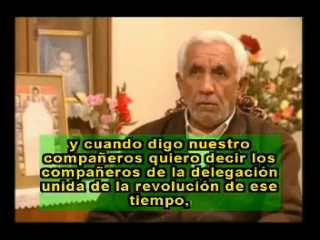 y cuando digo nuestro
compañeros quiero decir los
compañeros de la delegación
unida de la revolución de ese
tiempo,